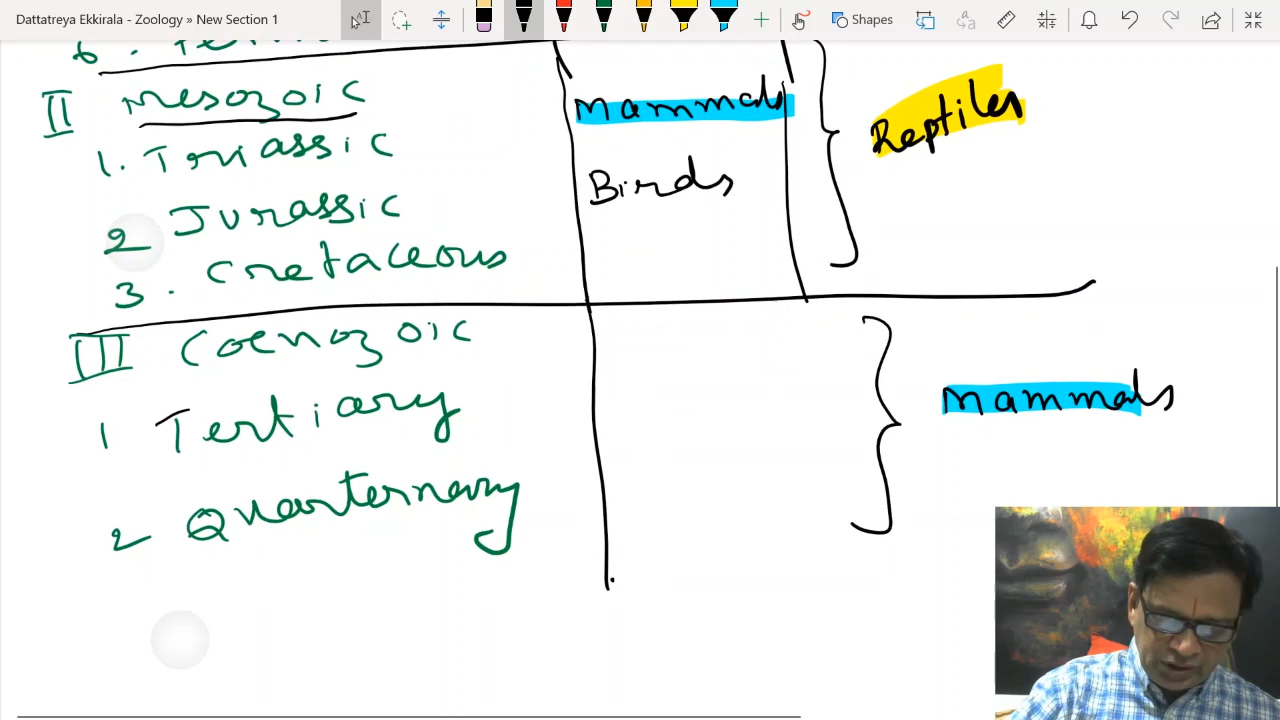 Dattatreya Ekkirala - Zoology » New Section 1
Shapes
II Mesozoic
Mammals
Reptiles
1. Triassic
Birds
2 Jurassic
3. Cretaceous
III Coenozoic
1 Tertiary
Mammals
2 Quarternary